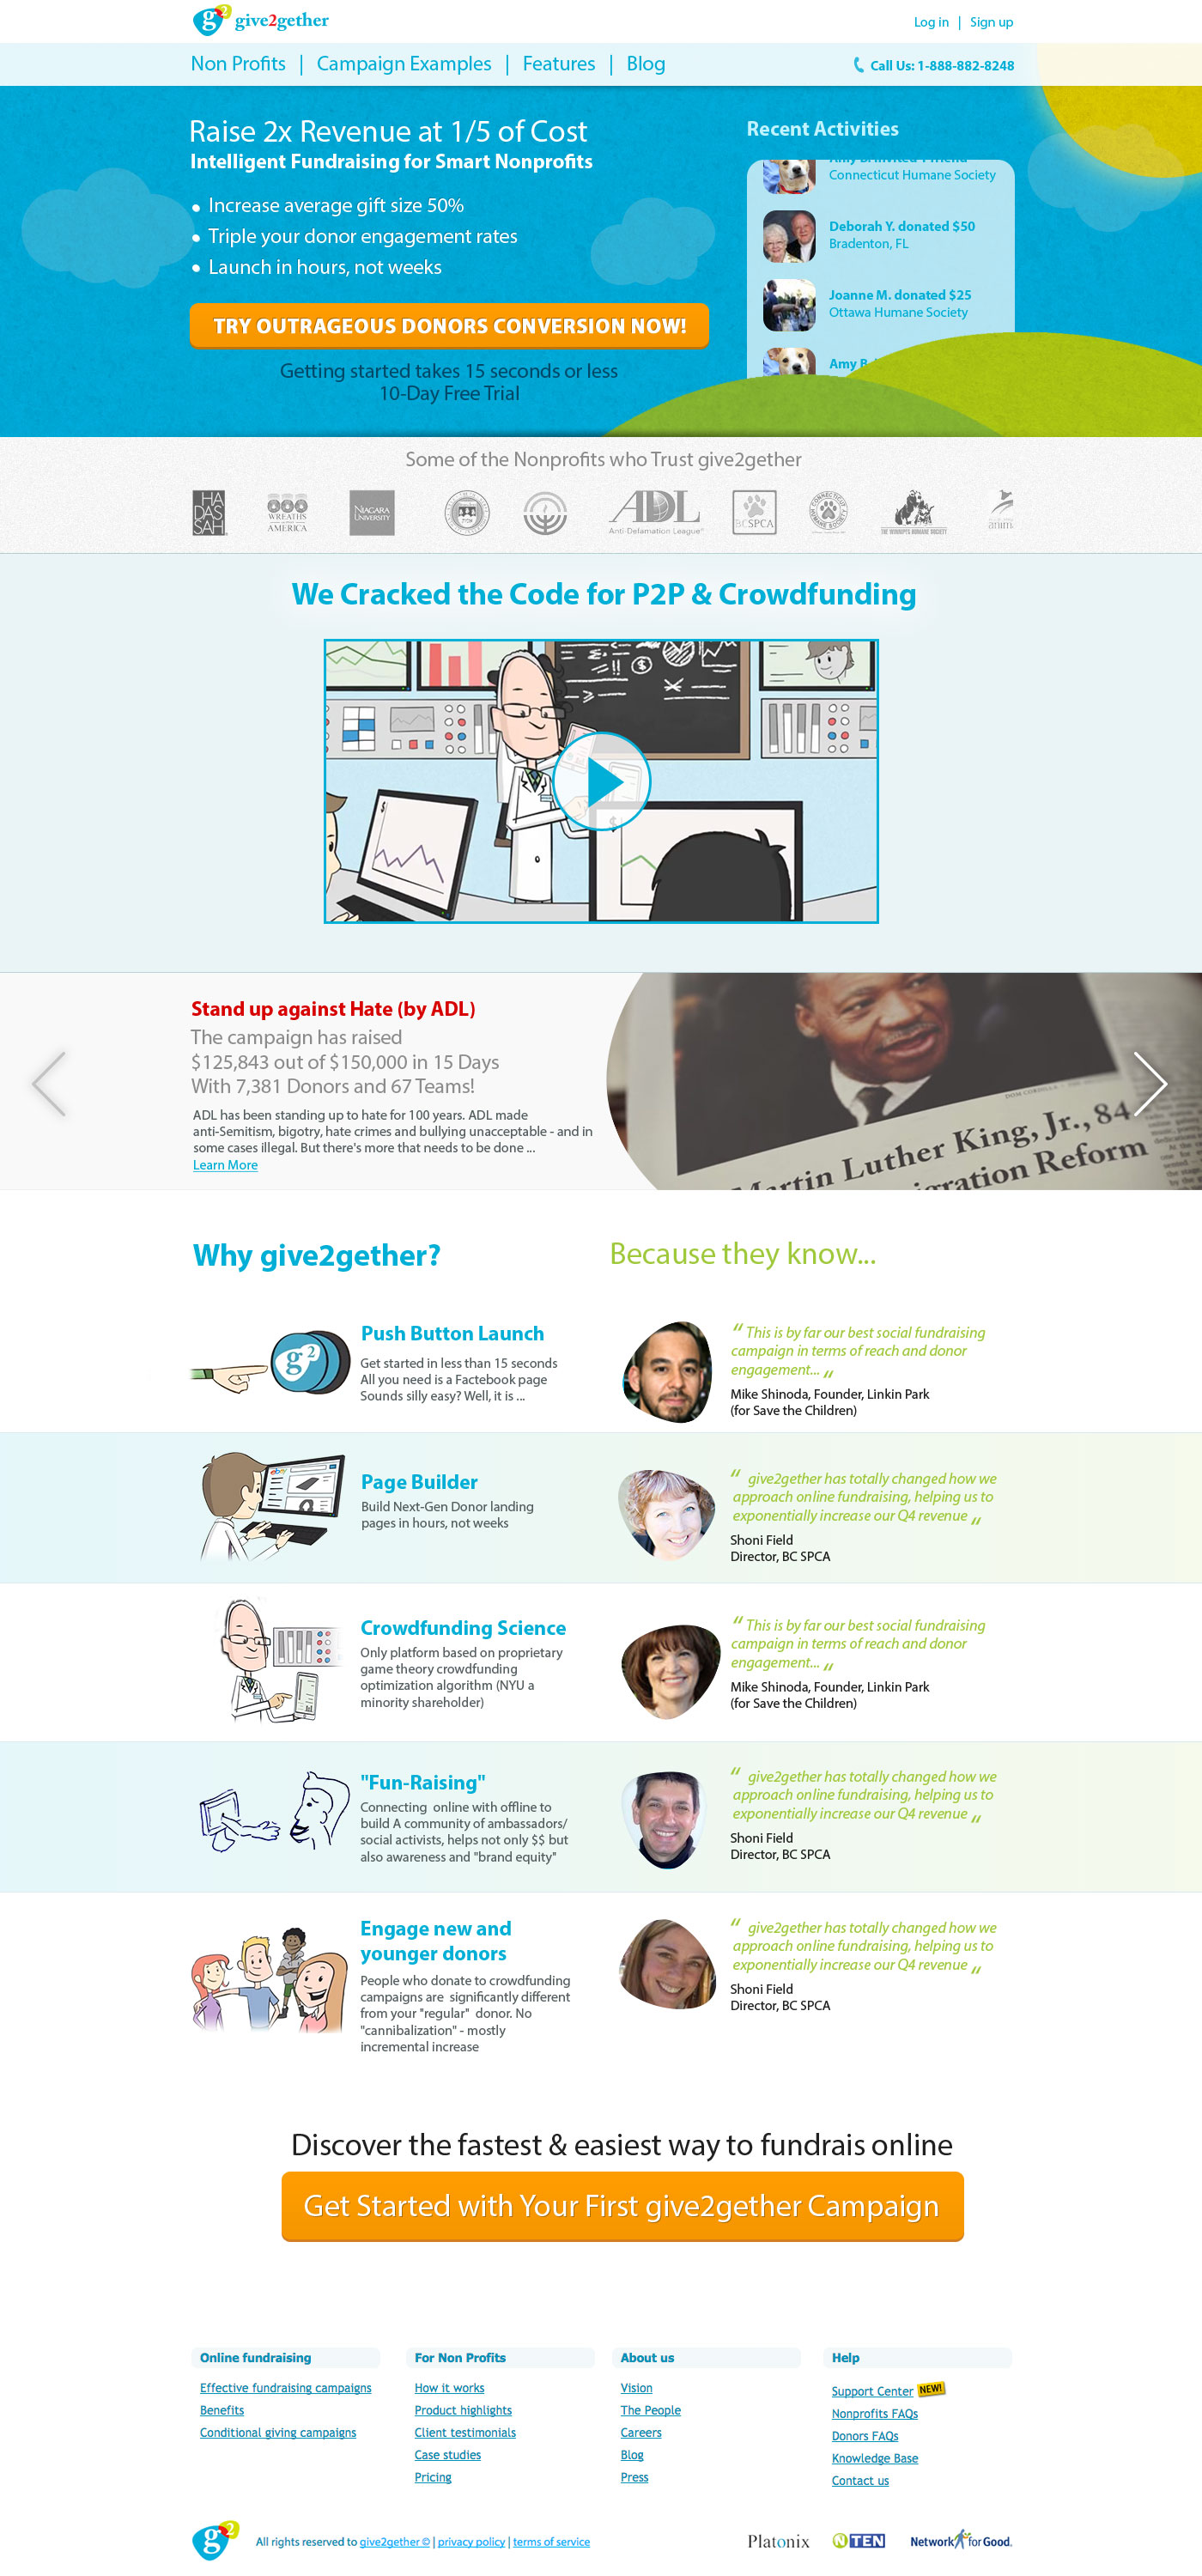 give2gether
Log in | Sign up
Non Profits | Campaign Examples | Features | Blog
Call Us: 1-888-882-8248
Raise 2x Revenue at 1/5 of Cost
Intelligent Fundraising for Smart Nonprofits
• Increase average gift size 50%
• Triple your donor engagement rates
• Launch in hours, not weeks
TRY OUTRAGEOUS DONORS CONVERSION NOW!
Getting started takes 15 seconds or less
10-Day Free Trial
Recent Activities
Connecticut Humane Society
Deborah Y. donated $50
Bradenton, FL
Joanne M. donated $25
Ottawa Humane Society
Amy B.
Some of the Nonprofits who Trust give2gether
HA
DAS
SAH
WREATHS
AMERICA
NIAGARA
UNIVERSITY
ADL
Anti-Defamation League
BCSPCA
CONNECTICUT HUMANE SOCIETY
THE WINNIPEG HUMANE SOCIETY
anima
We Cracked the Code for P2P & Crowdfunding
Stand up against Hate (by ADL)
The campaign has raised
$125,843 out of $150,000 in 15 Days
With 7,381 Donors and 67 Teams!
ADL has been standing up to hate for 100 years. ADL made
anti-Semitism, bigotry, hate crimes and bullying unacceptable - and in
some cases illegal. But there's more that needs to be done ...
Learn More
DOM CORDELLA
Martin Luther King, Jr., 84
igration Reform
Why give2gether?
Because they know...
g2
Push Button Launch
Get started in less than 15 seconds
All you need is a Factebook page
Sounds silly easy? Well, it is ...
“ This is by far our best social fundraising
campaign in terms of reach and donor
engagement... “
Mike Shinoda, Founder, Linkin Park
(for Save the Children)
Page Builder
Build Next-Gen Donor landing
pages in hours, not weeks
“ give2gether has totally changed how we
approach online fundraising, helping us to
exponentially increase our Q4 revenue “
Shoni Field
Director, BC SPCA
Crowdfunding Science
Only platform based on proprietary
game theory crowdfunding
optimization algorithm (NYU a
minority shareholder)
“ This is by far our best social fundraising
campaign in terms of reach and donor
engagement... “
Mike Shinoda, Founder, Linkin Park
(for Save the Children)
"Fun-Raising"
Connecting online with offline to
build A community of ambassadors/
social activists, helps not only $$ but
also awareness and "brand equity"
“ give2gether has totally changed how we
approach online fundraising, helping us to
exponentially increase our Q4 revenue “
Shoni Field
Director, BC SPCA
Engage new and
younger donors
People who donate to crowdfunding
campaigns are significantly different
from your "regular" donor. No
"cannibalization" - mostly
incremental increase
“ give2gether has totally changed how we
approach online fundraising, helping us to
exponentially increase our Q4 revenue “
Shoni Field
Director, BC SPCA
Discover the fastest & easiest way to fundrais online
Get Started with Your First give2gether Campaign
Online fundraising
Effective fundraising campaigns
Benefits
Conditional giving campaigns
For Non Profits
How it works
Product highlights
Client testimonials
Case studies
Pricing
About us
Vision
The People
Careers
Blog
Press
Help
Support Center NEW!
Nonprofits FAQs
Donors FAQs
Knowledge Base
Contact us
g2
All rights reserved to give2gether © | privacy policy | terms of service
Platonix
NTEN
Network for Good.